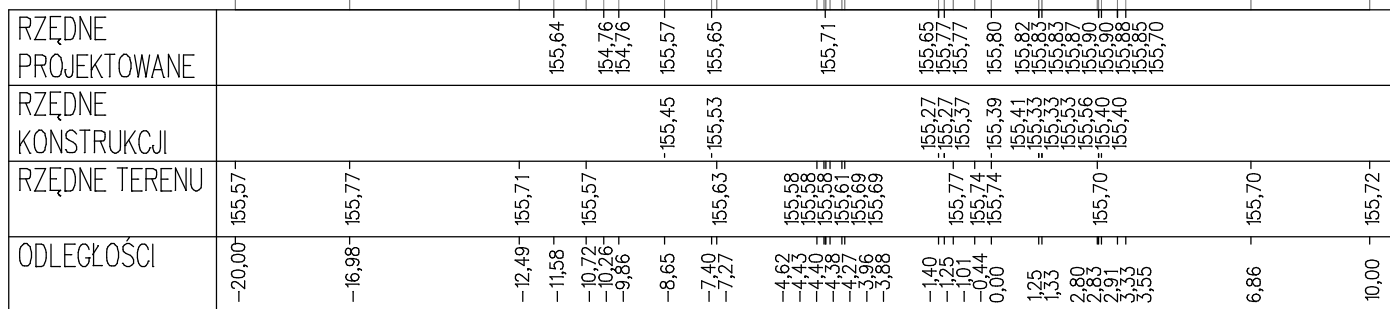 RZĘDNE
PROJEKTOWANE
155,64 154,76 154,76 155,57 155,65 155,71 155,65 155,77 155,77 155,80 155,82 155,83 155,83 155,87 155,90 155,90 155,88 155,85 155,70
RZĘDNE
KONSTRUKCJI
155,45 155,53 155,27 155,27 155,37 155,39 155,41 155,33 155,33 155,53 155,56 155,40 155,40
RZĘDNE TERENU
155,57 155,77 155,71 155,57 155,63 155,58 155,58 155,58 155,61 155,69 155,69 155,77 155,74 155,74 155,70 155,70 155,72
ODLEGŁOŚCI
-20,00 -16,98 -12,49 -11,58 -10,72 -10,26 -9,86 -8,65 -7,40 -7,27 -4,62 -4,43 -4,40 -4,38 -4,27 -3,96 -3,88 -1,40 -1,25 -1,01 -0,44 0,00 1,25 1,33 2,80 2,83 2,91 3,33 3,55 6,86 10,00